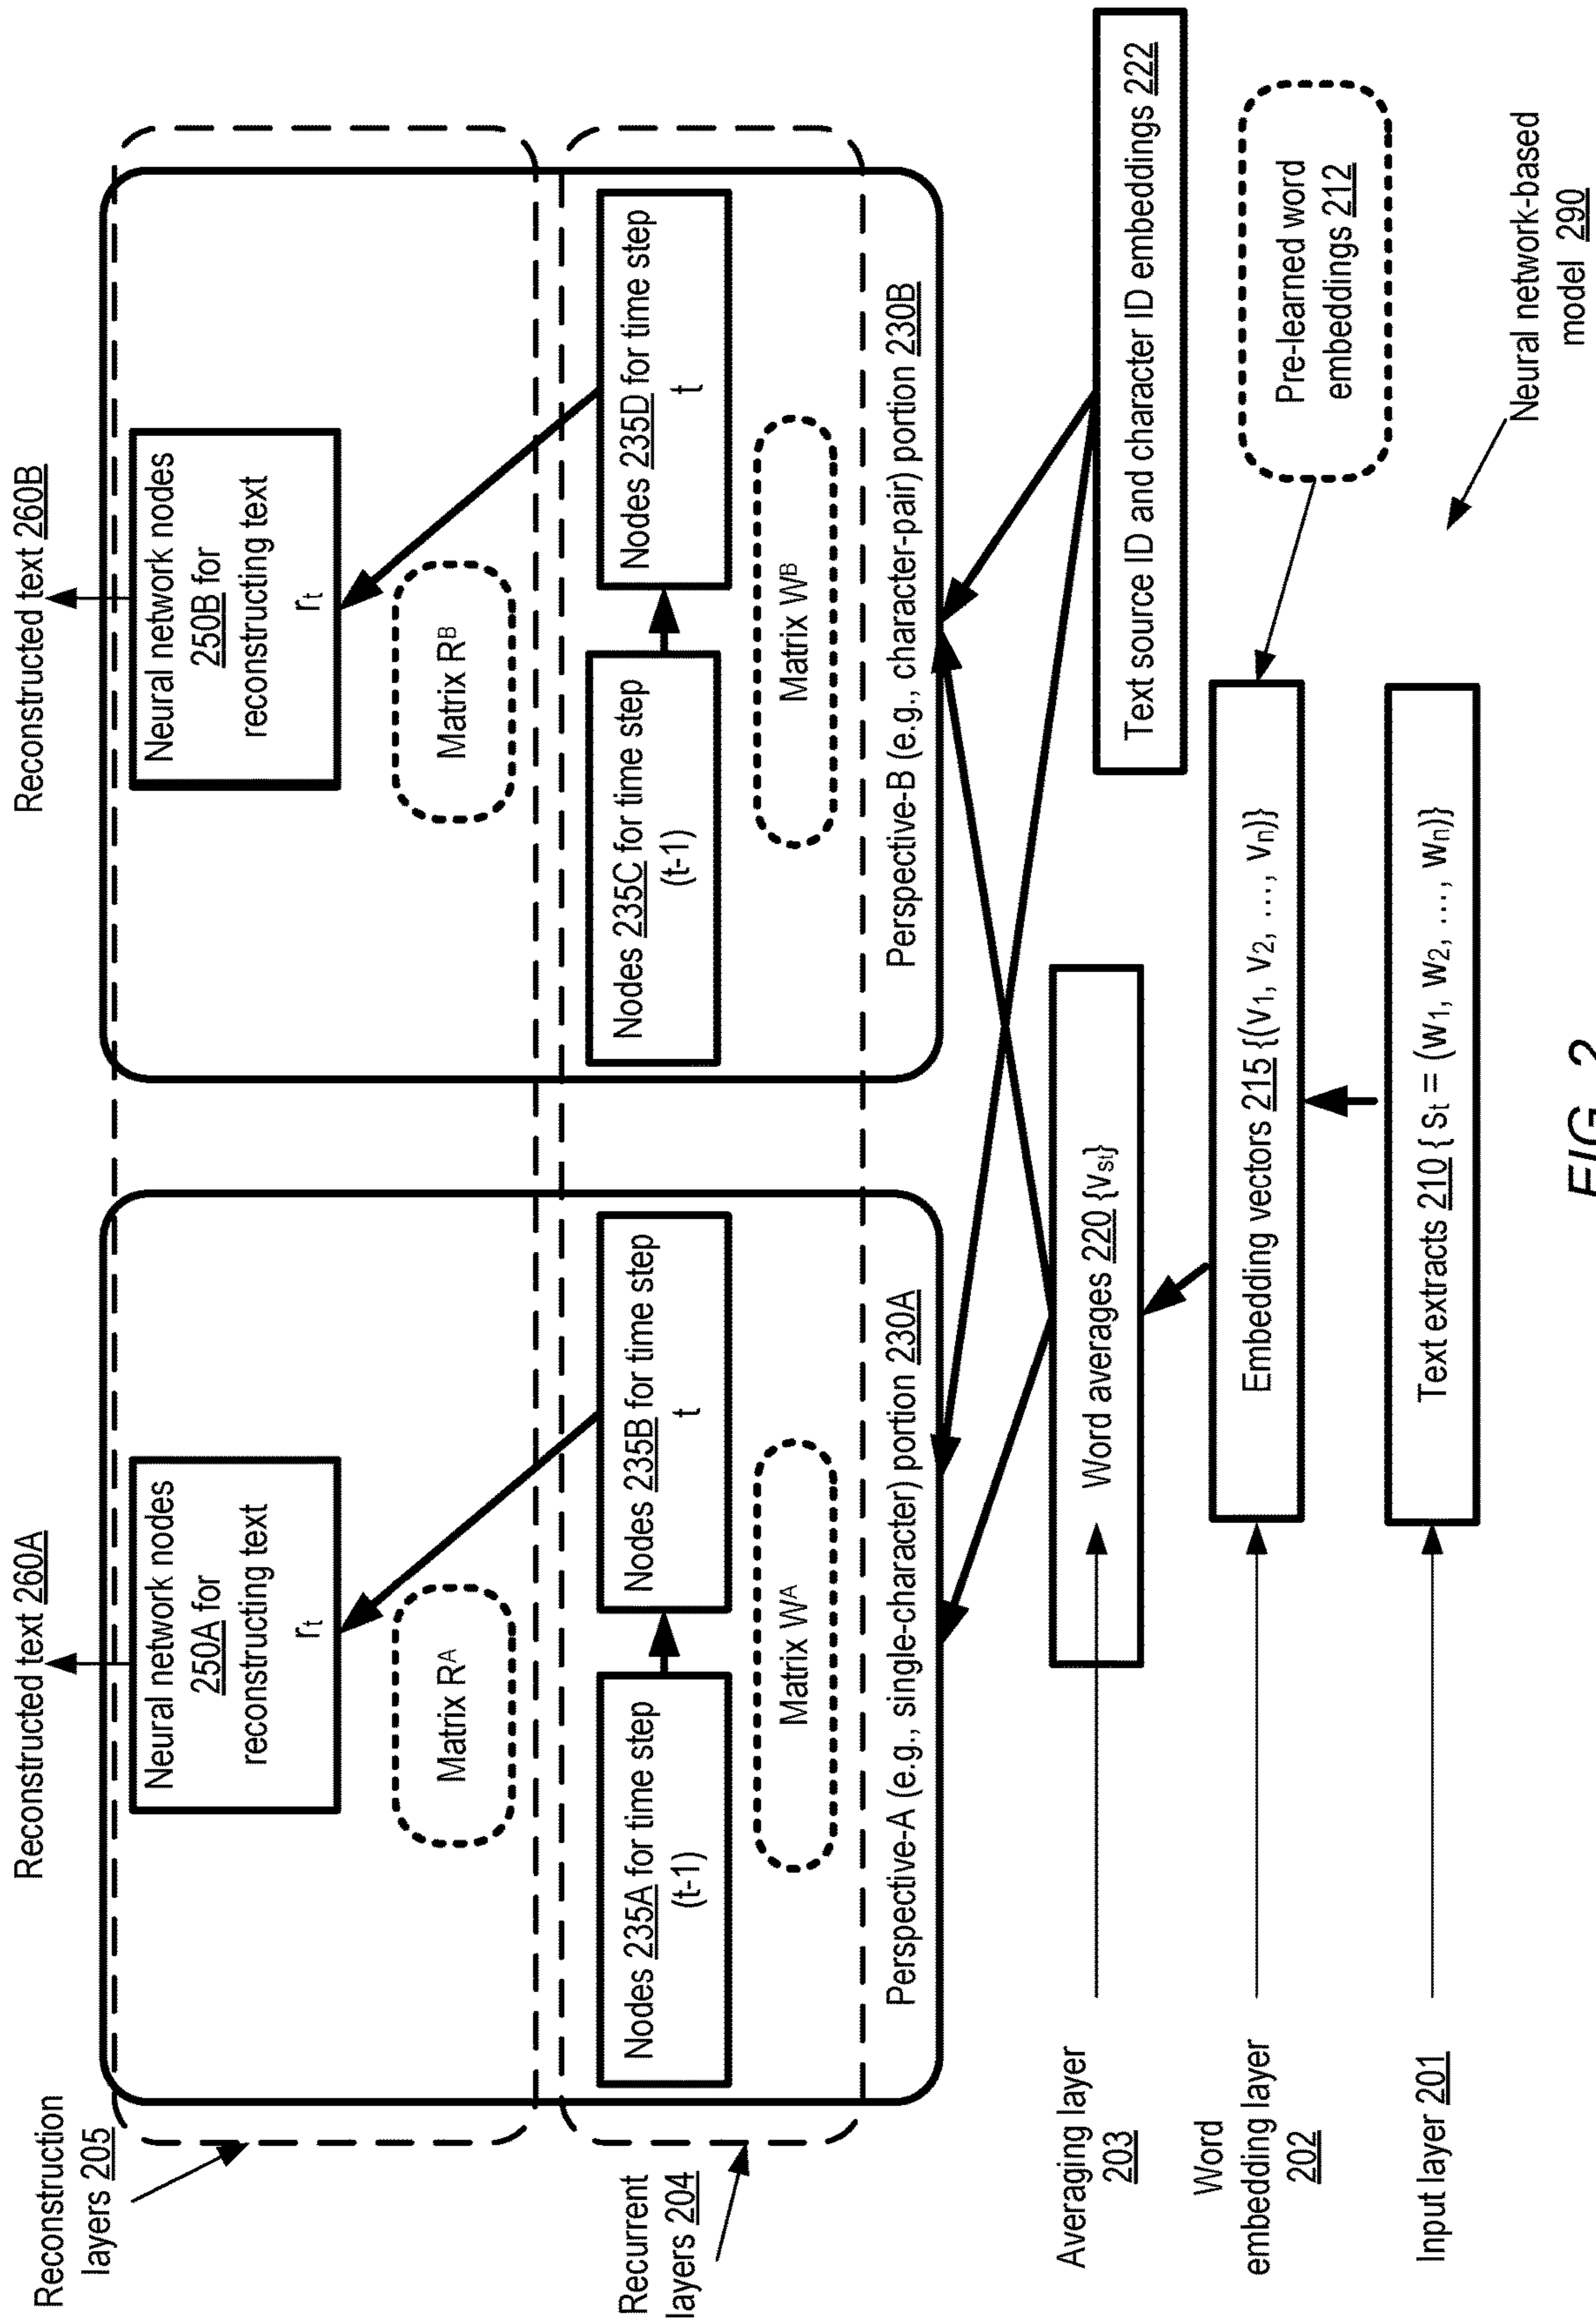 Reconstructed text 260A
Reconstructed text 260B
Reconstruction
layers 205
Neural network nodes
250A for
reconstructing text
rt
Neural network nodes
250B for
reconstructing text
rt
Matrix RA
Matrix RB
Recurrent
layers 204
Nodes 235A for time step
(t-1)
Nodes 235B for time step
t
Nodes 235C for time step
(t-1)
Nodes 235D for time step
t
Matrix WA
Matrix WB
Perspective-A (e.g., single-character) portion 230A
Perspective-B (e.g., character-pair) portion 230B
Averaging layer
203
Word averages 220 {vst}
Text source ID and character ID embeddings 222
Word
embedding layer
202
Embedding vectors 215 {(v1, v2, ..., vn)}
Pre-learned word
embeddings 212
Input layer 201
Text extracts 210 { st = (w1, w2, ..., wn)}
Neural network-based
model 290
FIG. 2